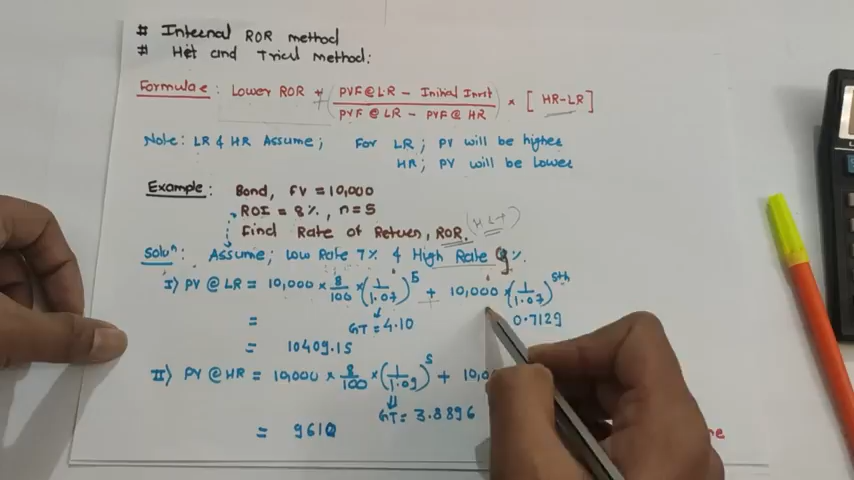 # Internal ROR method
# Hit and Trial method:
Formulae: Lower ROR + (PVF@LR - Initial Invst / PVF@LR - PVF@HR) × [HR-LR]
Note: LR & HR Assume; For LR; PV will be higher
HR; PV will be Lower
Example: Bond, FV = 10,000
ROI = 8%, n=5
Find Rate of Return, ROR.
Soluⁿ: Assume; Low Rate 7% & High Rate 9%.
I) PV @ LR = 10,000 × 8/100 × (1/1.07)^5 + 10,000 × (1/1.07)^5th
= GT = 4.10 0.7129
= 10409.15
II) PV @ HR = 10,000 × 8/100 × (1/1.09)^5 + 10,0
GT = 3.8896
= 9610